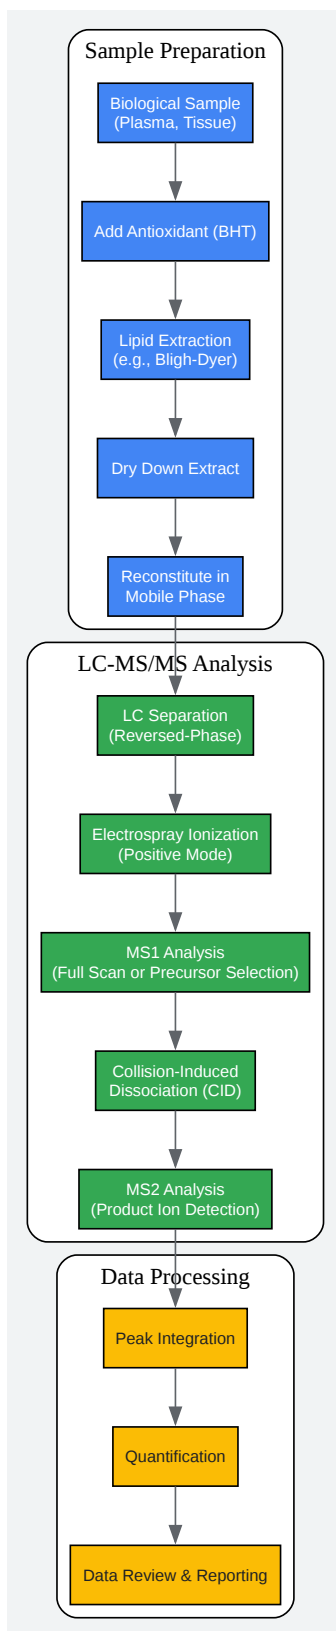 Sample Preparation
Biological Sample
(Plasma, Tissue)
Add Antioxidant (BHT)
Lipid Extraction
(e.g., Bligh-Dyer)
Dry Down Extract
Reconstitute in
Mobile Phase
LC-MS/MS Analysis
LC Separation
(Reversed-Phase)
Electrospray Ionization
(Positive Mode)
MS1 Analysis
(Full Scan or Precursor Selection)
Collision-Induced
Dissociation (CID)
MS2 Analysis
(Product Ion Detection)
Data Processing
Peak Integration
Quantification
Data Review & Reporting